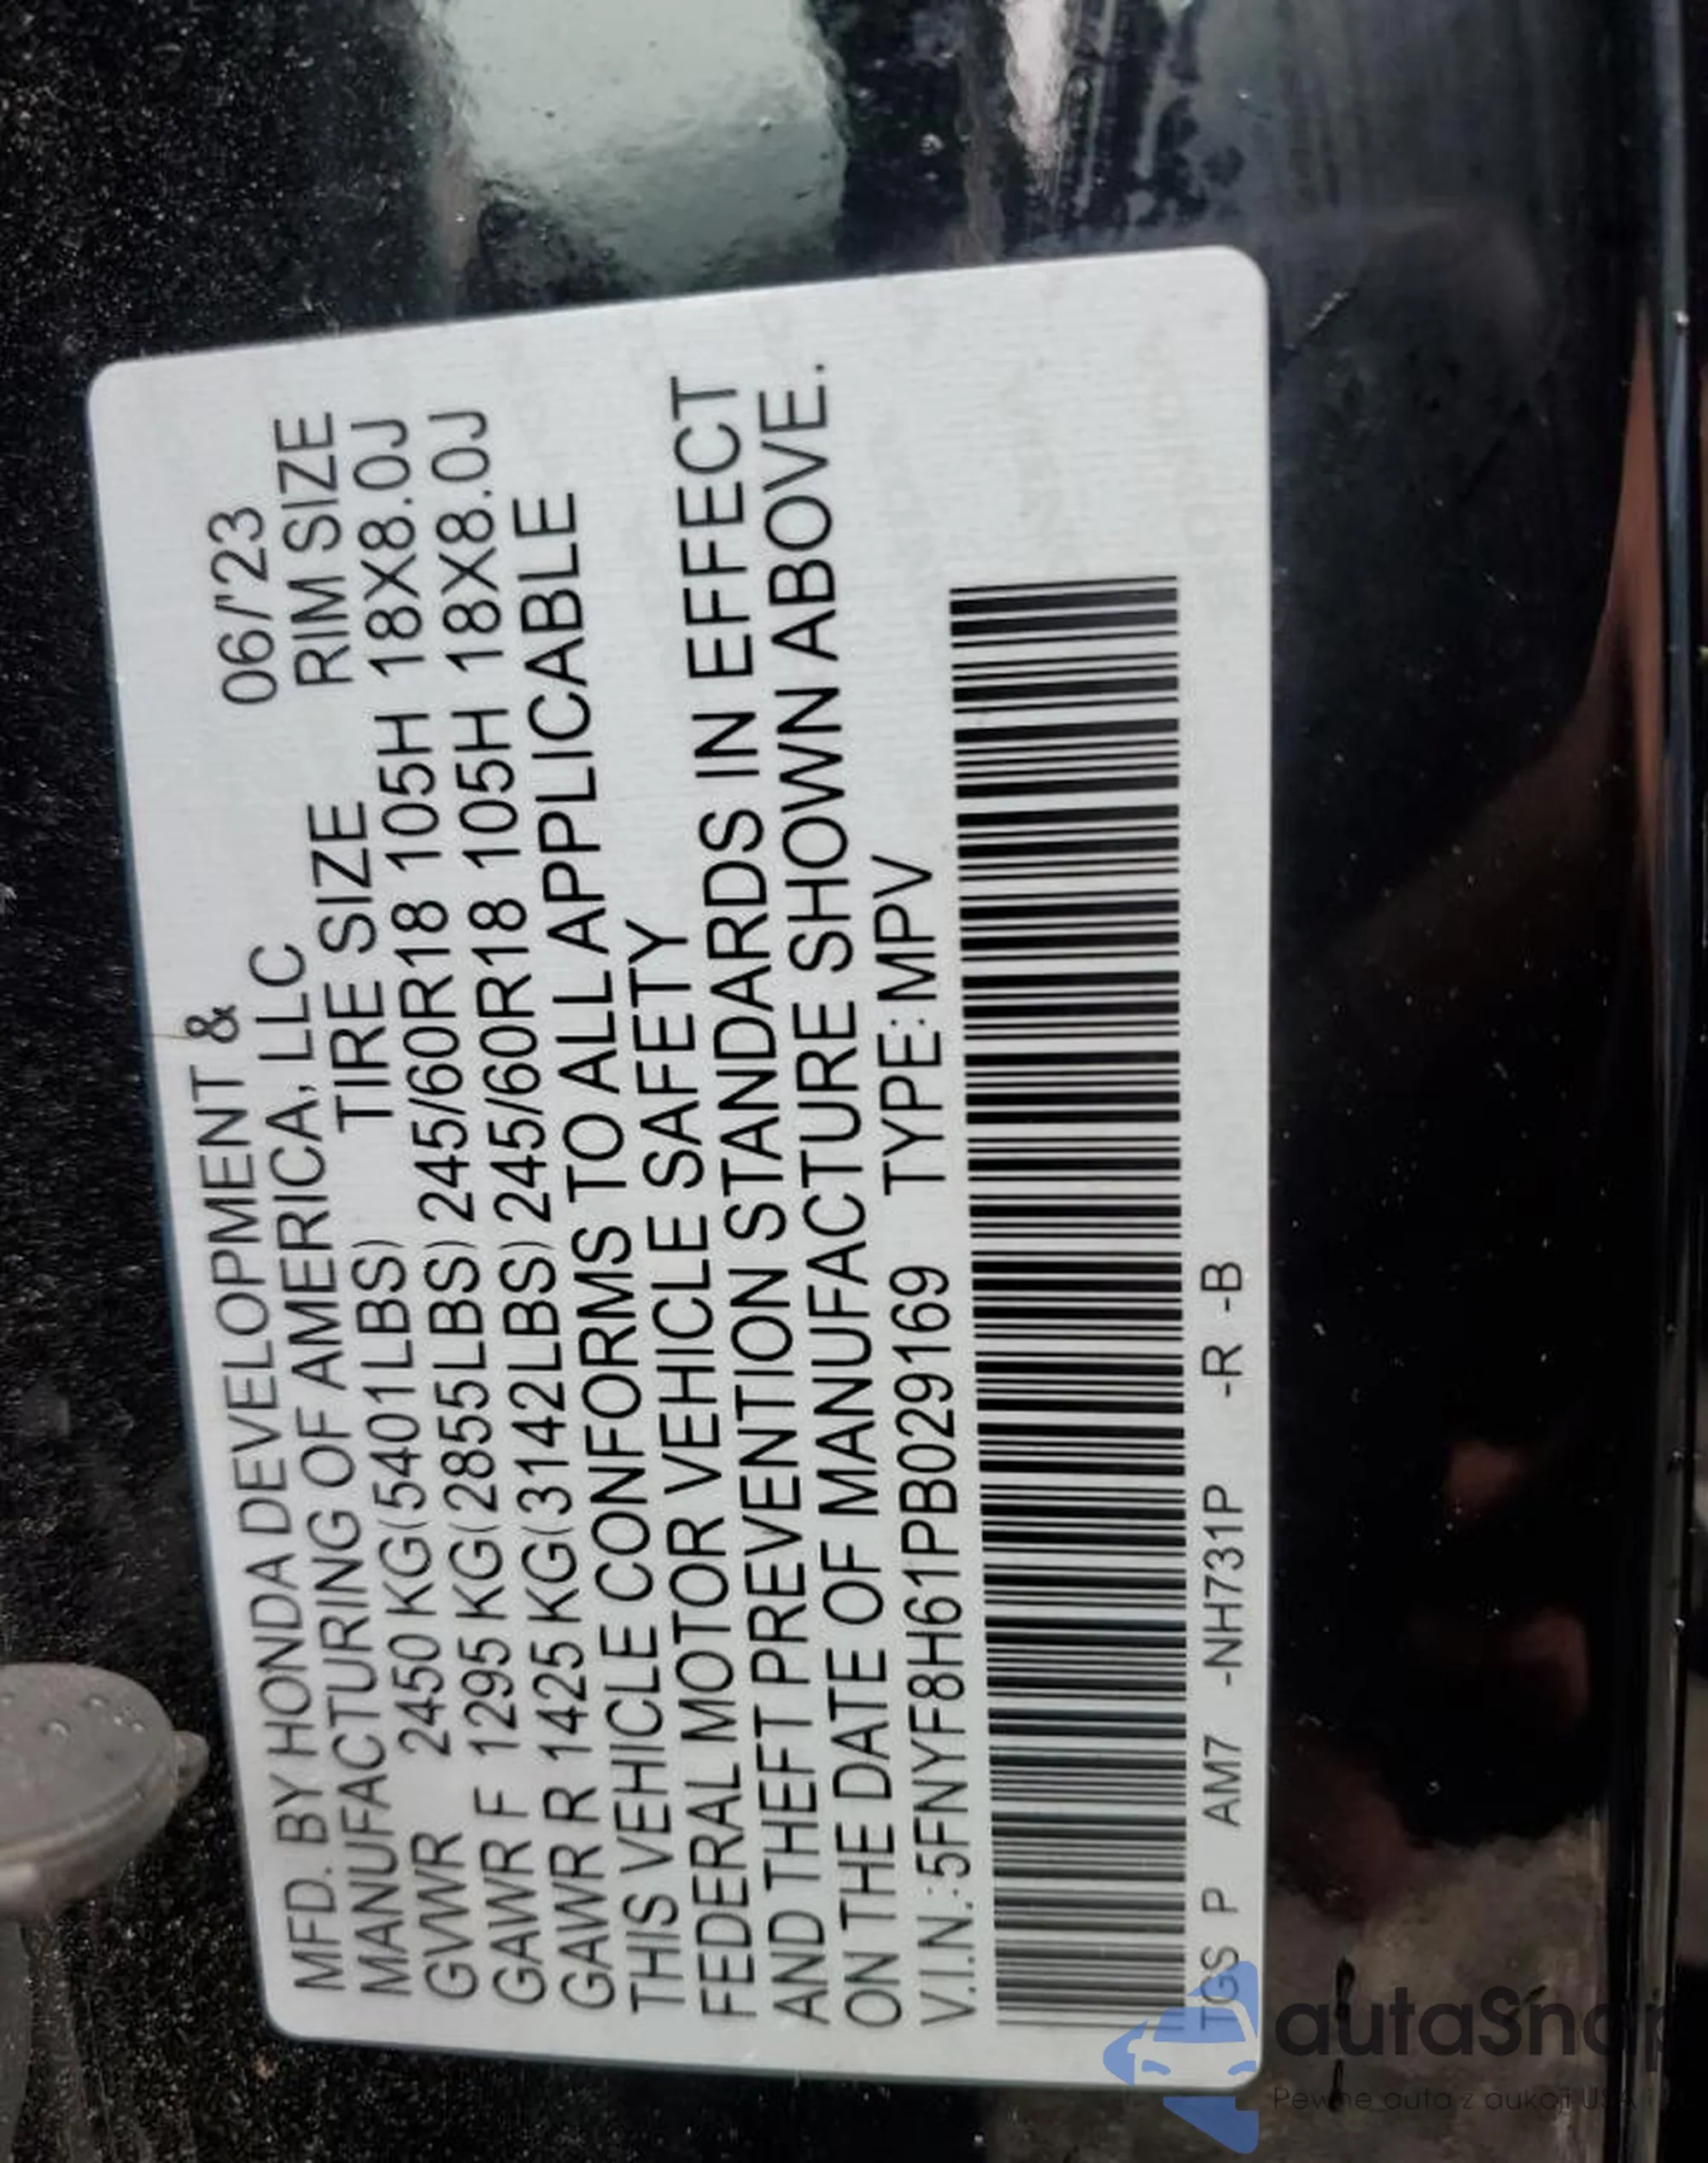 MFD. BY HONDA DEVELOPMENT &
MANUFACTURING OF AMERICA, LLC 06/'23
TIRE SIZE RIM SIZE
GVWR 2450 KG(5401LBS)
GAWR F 1295 KG(2855LBS) 245/60R18 105H 18X8.0J
GAWR R 1425 KG(3142LBS) 245/60R18 105H 18X8.0J
THIS VEHICLE CONFORMS TO ALL APPLICABLE
FEDERAL MOTOR VEHICLE SAFETY
AND THEFT PREVENTION STANDARDS IN EFFECT
ON THE DATE OF MANUFACTURE SHOWN ABOVE.
V.I.N.:5FNYF8H61PB029169 TYPE:MPV
TGS P AM7 -NH731P -R -B
autaSnap
Pewne auta z aukcji USA i